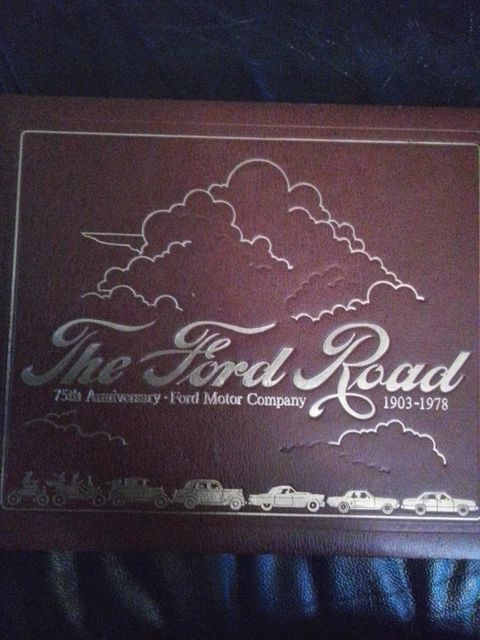 The Ford Road
75th Anniversary · Ford Motor Company 1903-1978